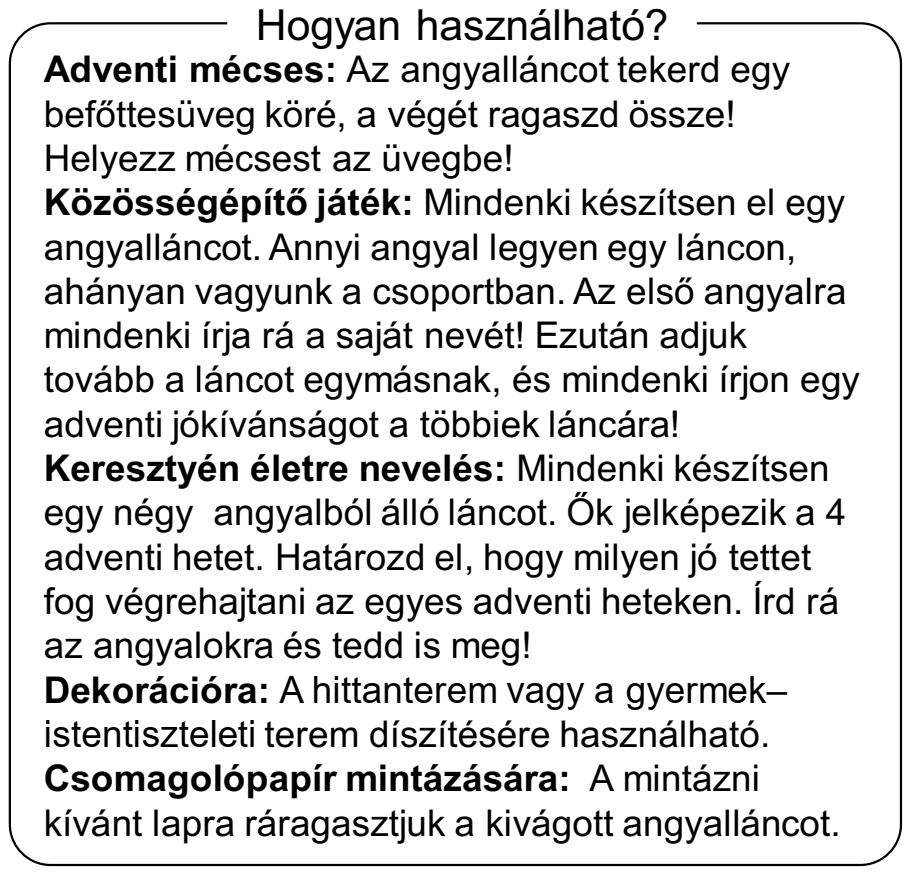 Hogyan használható?
Adventi mécses: Az angyalláncot tekerd egy
befőttesüveg köré, a végét ragaszd össze!
Helyezz mécsest az üvegbe!
Közösségépítő játék: Mindenki készítsen el egy
angyalláncot. Annyi angyal legyen egy láncon,
ahányan vagyunk a csoportban. Az első angyalra
mindenki írja rá a saját nevét! Ezután adjuk
tovább a láncot egymásnak, és mindenki írjon egy
adventi jókívánságot a többiek láncára!
Keresztyén életre nevelés: Mindenki készítsen
egy négy  angyalból álló láncot. Ők jelképezik a 4
adventi hetet. Határozd el, hogy milyen jó tettet
fog végrehajtani az egyes adventi heteken. Írd rá
az angyalokra és tedd is meg!
Dekorációra: A hittanterem vagy a gyermek–
istentiszteleti terem díszítésére használható.
Csomagolópapír mintázására:  A mintázni
kívánt lapra ráragasztjuk a kivágott angyalláncot.